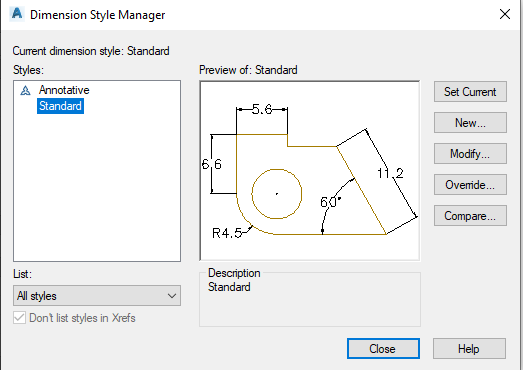 Dimension Style Manager
Current dimension style: Standard
Styles:
Annotative
Standard
Preview of: Standard
5.6
6.6
11.2
60°
R4.5
Set Current
New...
Modify...
Override...
Compare...
List:
All styles
Don't list styles in Xrefs
Description
Standard
Close
Help